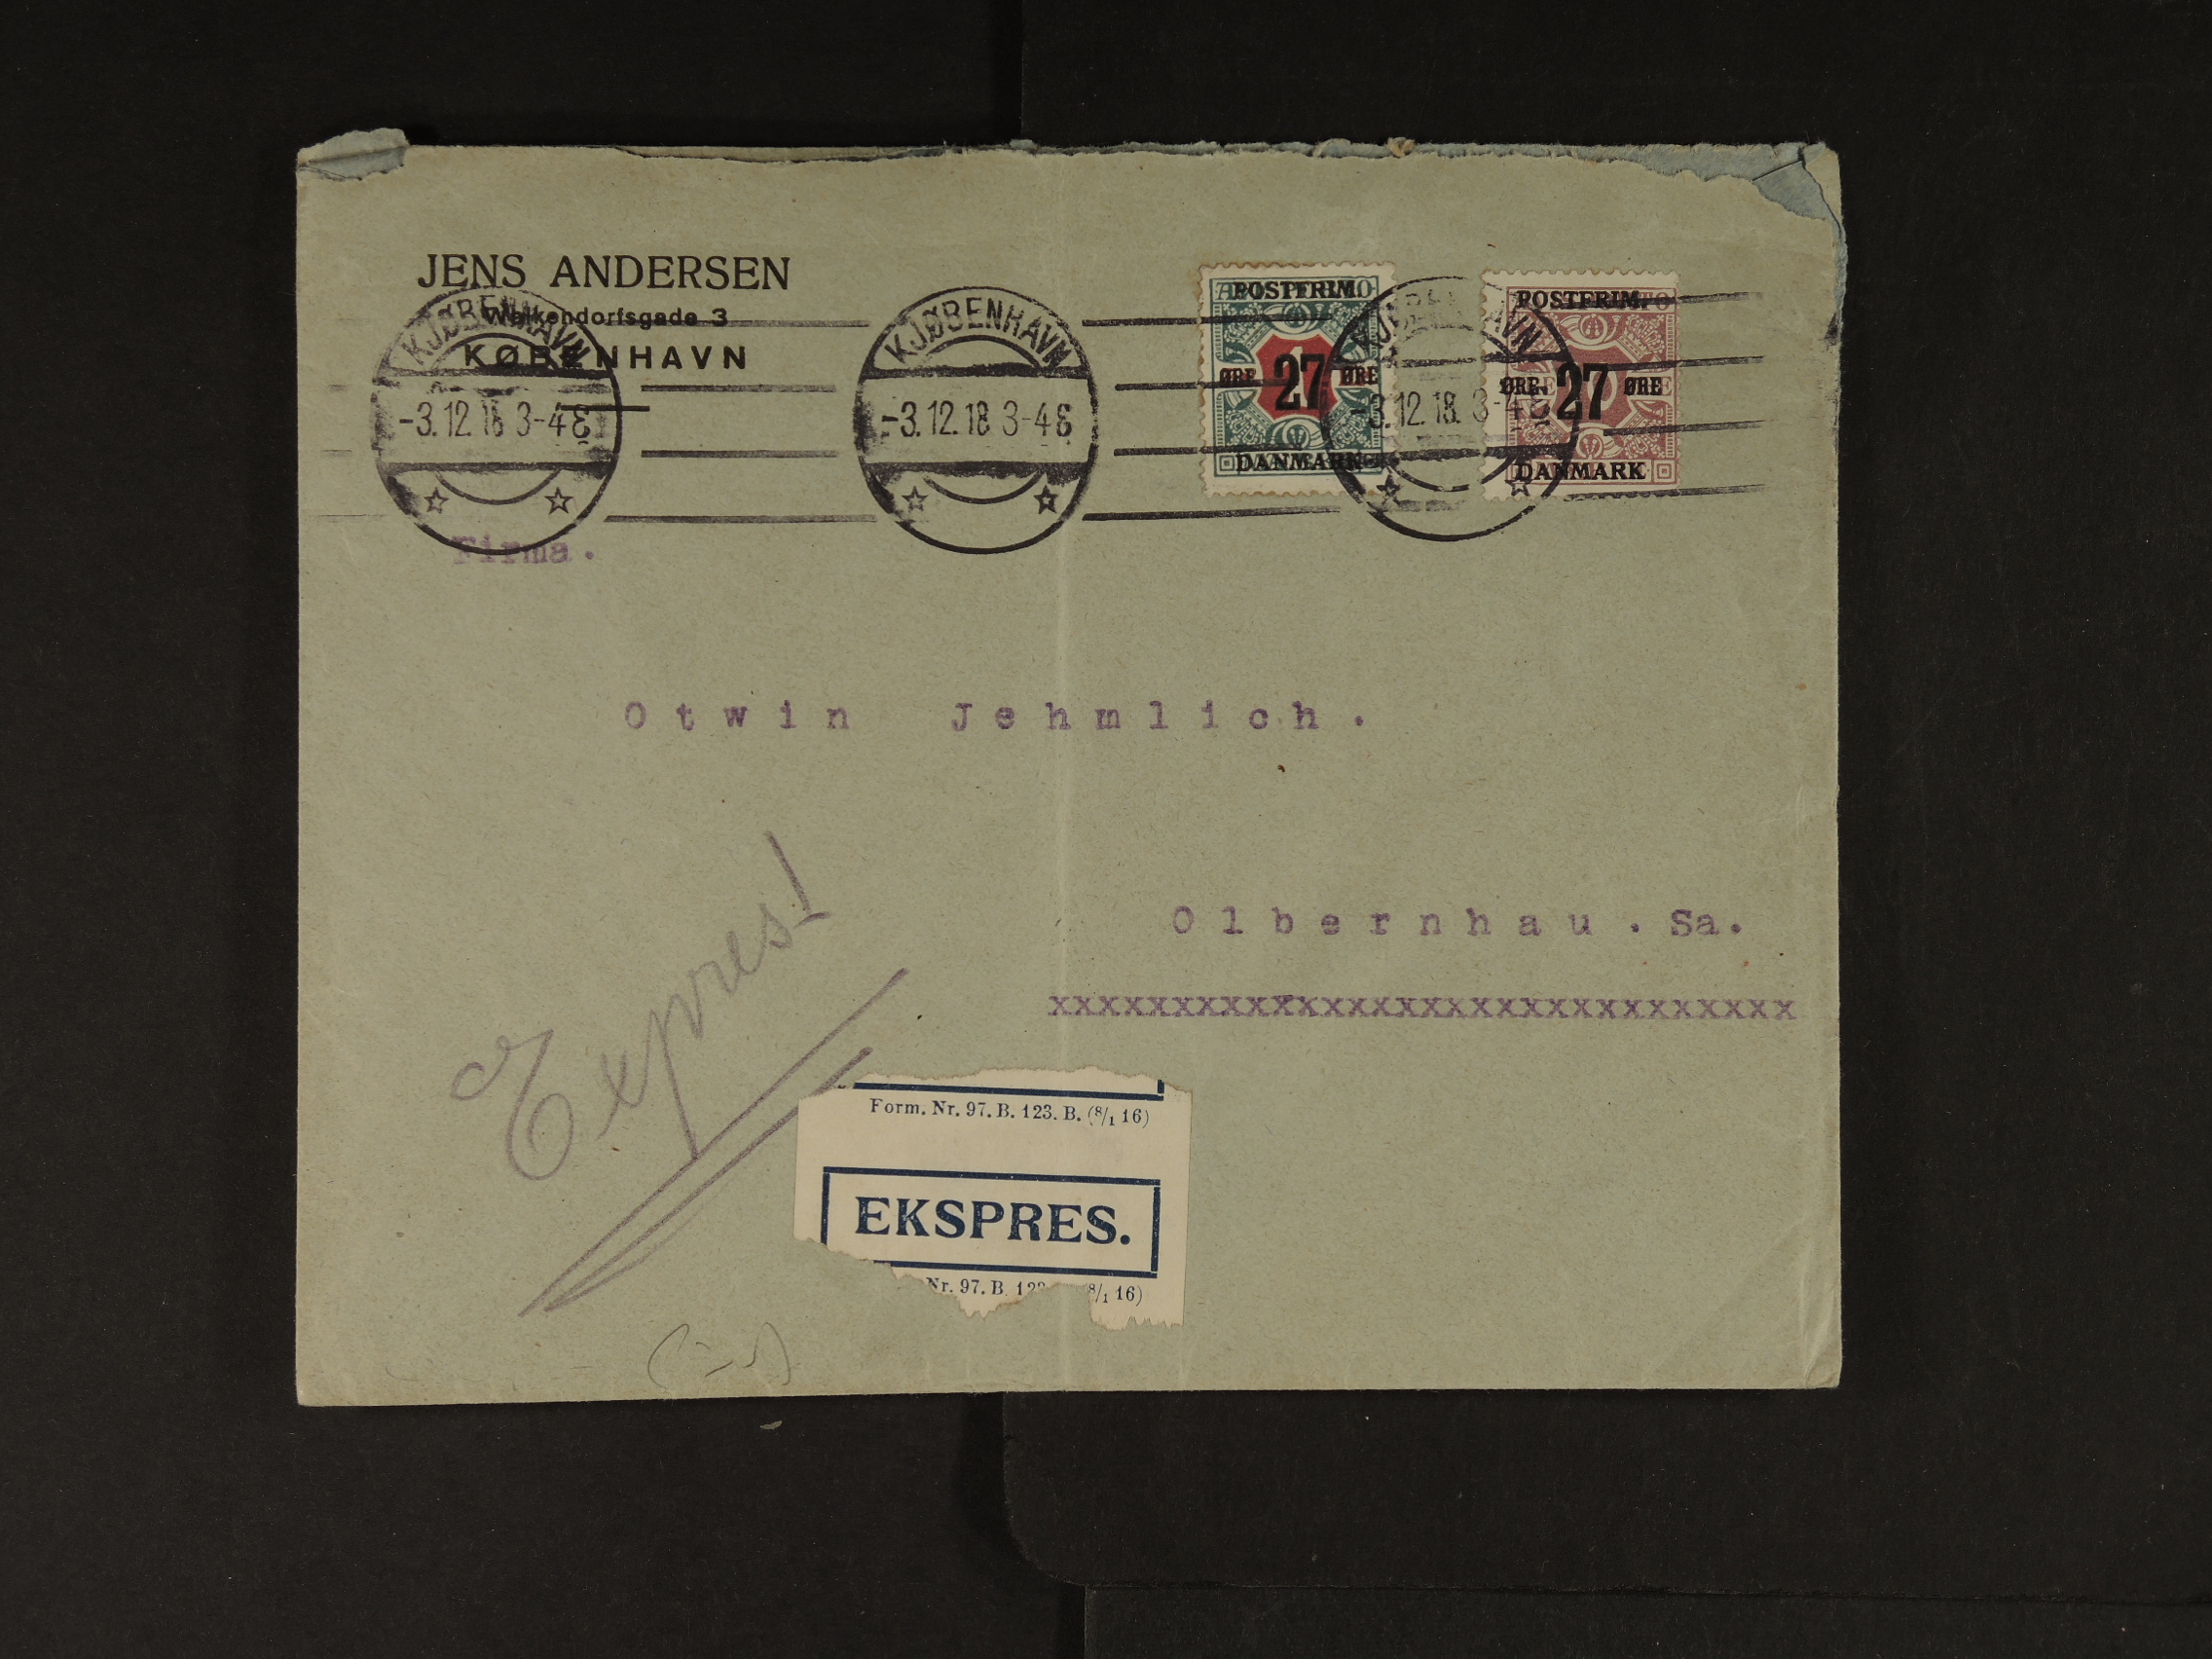 JENS ANDERSEN
Walkendorfsgade 3
KØBENHAVN
KJØBENHAVN
-3.12.18 3-4 E
KJØBENHAVN
-3.12.18 3-4 E
KJØBENHAVN
-3.12.18. 3-4 E
POSTFRIM.
ØRE 27 ØRE
DANMARK
POSTFRIM.
ØRE 27 ØRE
DANMARK
Firma.
Otwin Jehmlich.
Olbernhau. Sa.
xxxxxxxxxxxxxxxxxxxxxxxxxxxxxx
Expres!
Form. Nr. 97. B. 123. B. (8/1 16)
EKSPRES.
Nr. 97. B. 12 8/1 16)